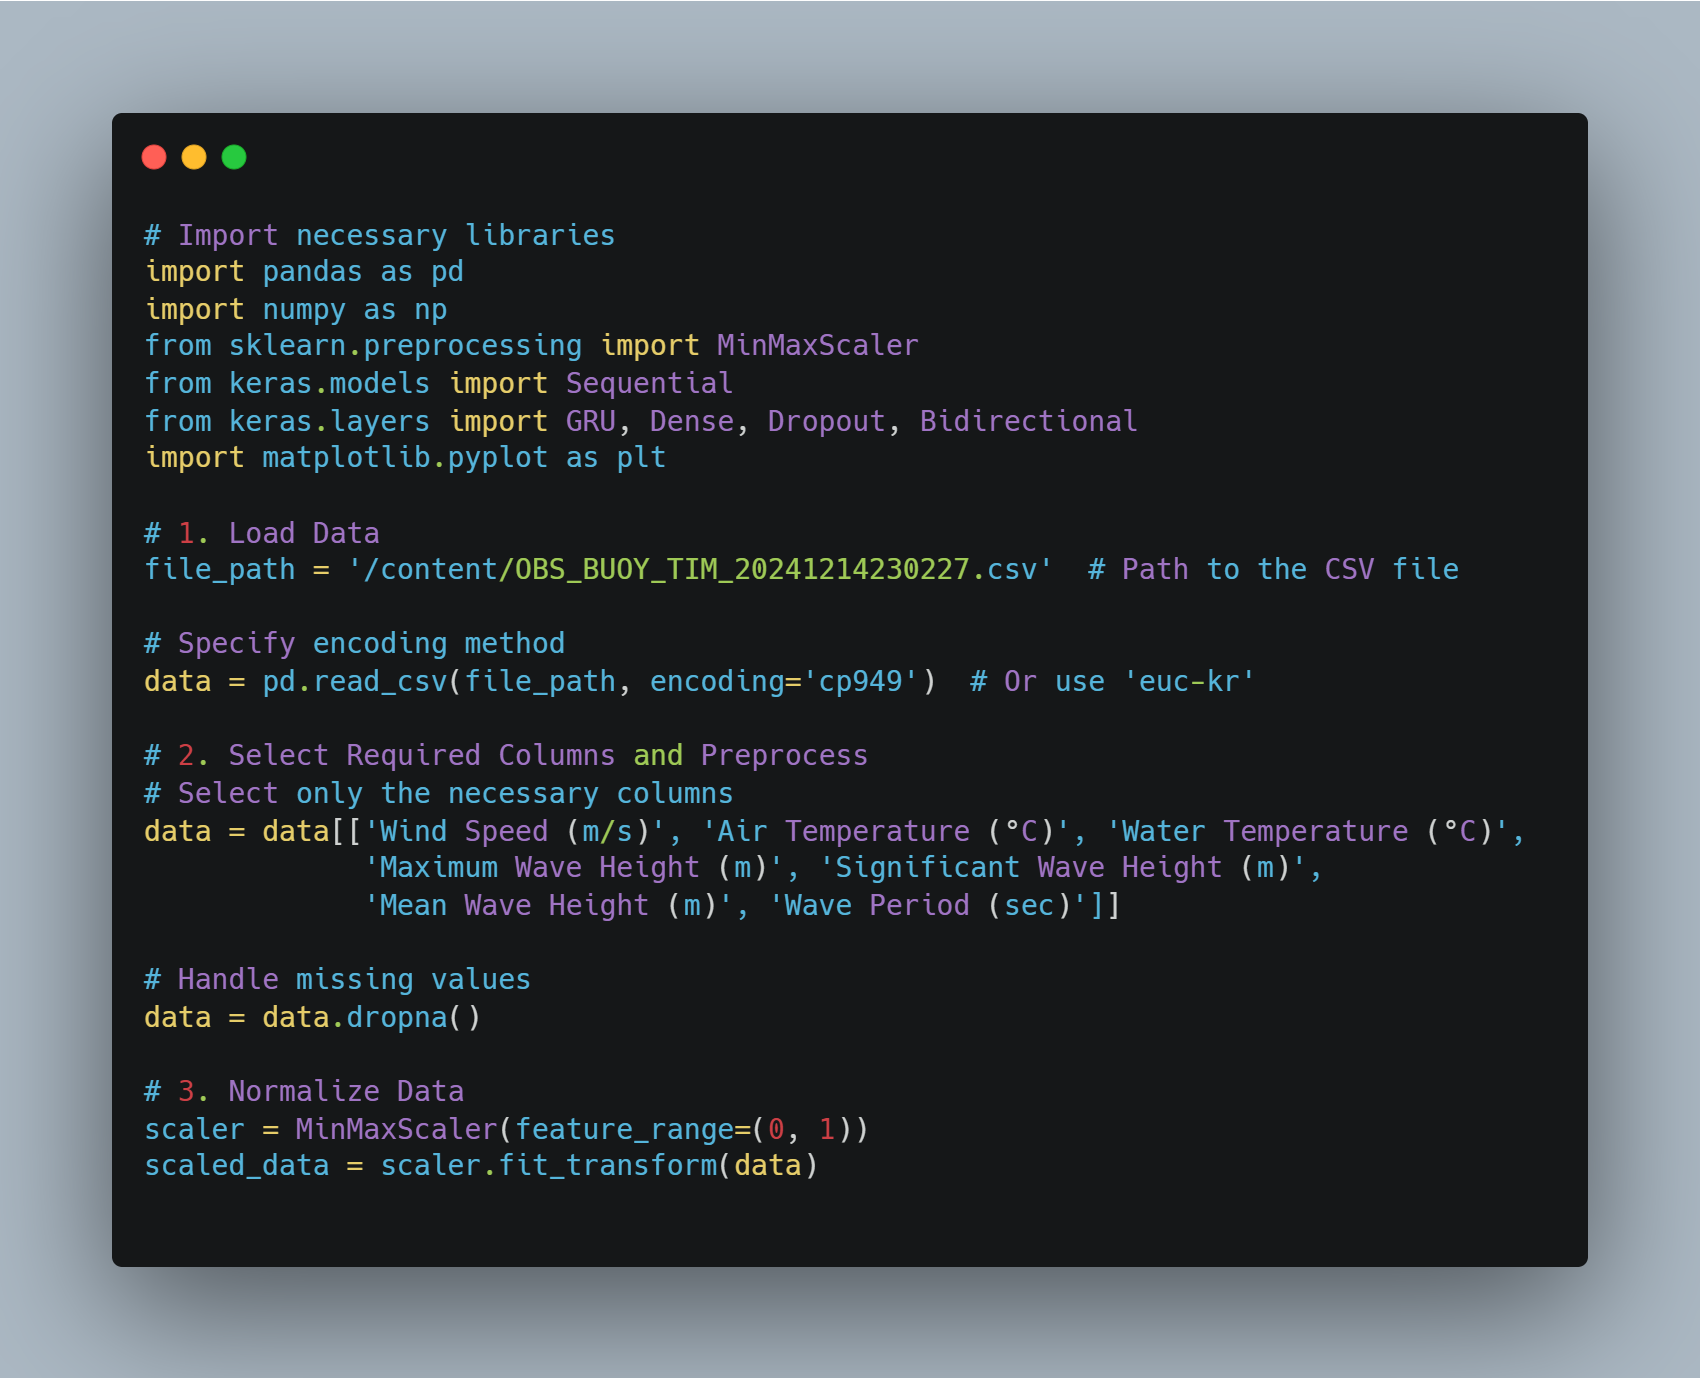 # Import necessary libraries
import pandas as pd
import numpy as np
from sklearn.preprocessing import MinMaxScaler
from keras.models import Sequential
from keras.layers import GRU, Dense, Dropout, Bidirectional
import matplotlib.pyplot as plt

# 1. Load Data
file_path = '/content/OBS_BUOY_TIM_20241214230227.csv'  # Path to the CSV file

# Specify encoding method
data = pd.read_csv(file_path, encoding='cp949')  # Or use 'euc-kr'

# 2. Select Required Columns and Preprocess
# Select only the necessary columns
data = data[['Wind Speed (m/s)', 'Air Temperature (°C)', 'Water Temperature (°C)',
             'Maximum Wave Height (m)', 'Significant Wave Height (m)',
             'Mean Wave Height (m)', 'Wave Period (sec)']]

# Handle missing values
data = data.dropna()

# 3. Normalize Data
scaler = MinMaxScaler(feature_range=(0, 1))
scaled_data = scaler.fit_transform(data)